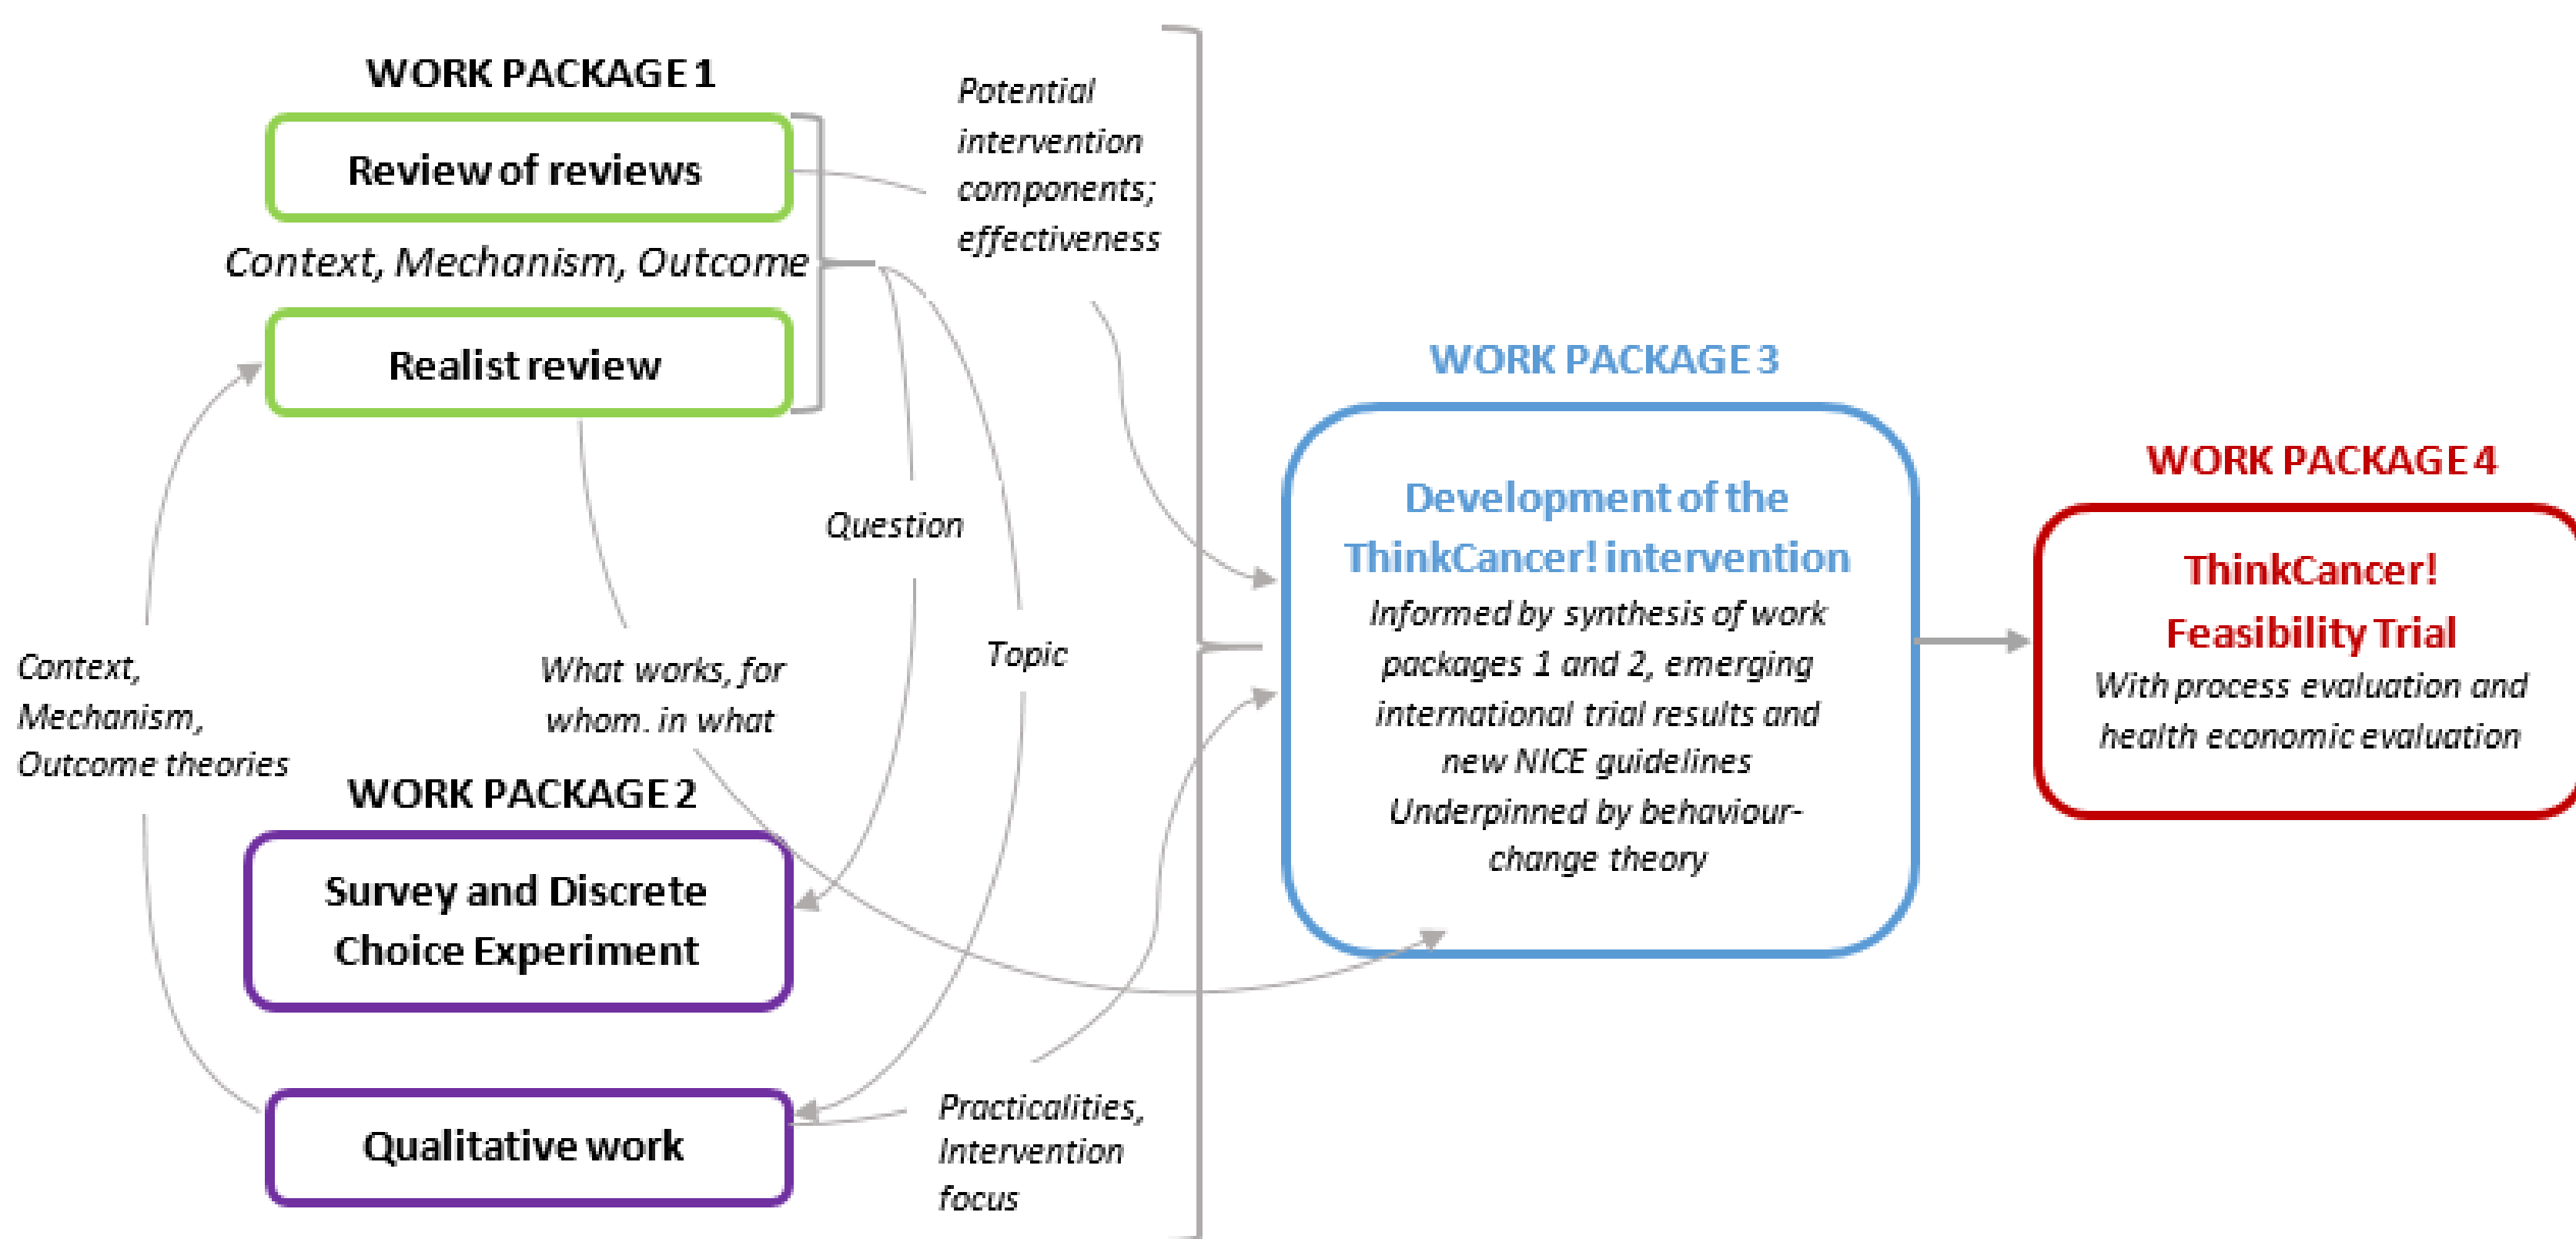 WORK PACKAGE 1
Review of reviews
Context, Mechanism, Outcome
Realist review
Potential
intervention
components;
effectiveness
Question
Topic
What works, for
whom. in what
Context,
Mechanism,
Outcome theories
WORK PACKAGE 2
Survey and Discrete
Choice Experiment
Qualitative work
Practicalities,
Intervention
focus
WORK PACKAGE 3
Development of the
ThinkCancer! intervention
Informed by synthesis of work
packages 1 and 2, emerging
international trial results and
new NICE guidelines
Underpinned by behaviour-
change theory
WORK PACKAGE 4
ThinkCancer!
Feasibility Trial
With process evaluation and
health economic evaluation